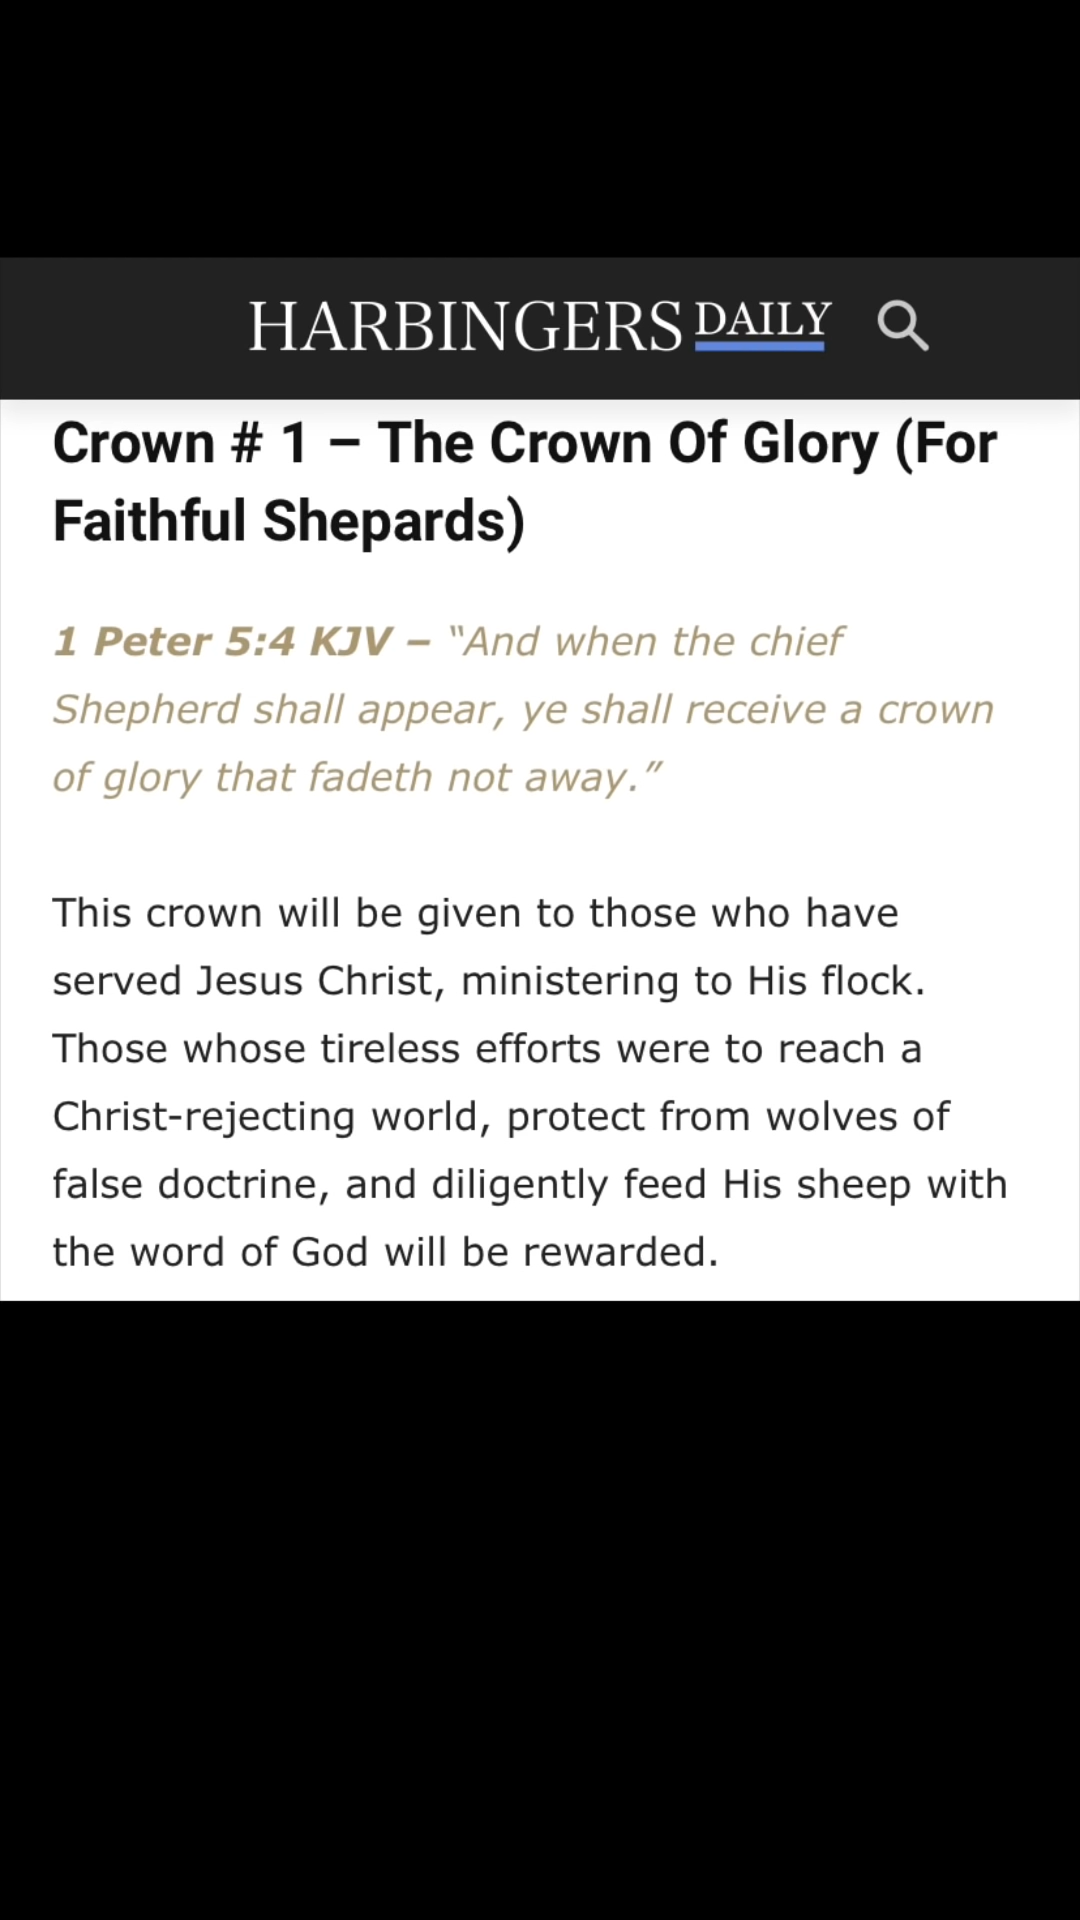 HARBINGERS DAILY
Crown # 1 – The Crown Of Glory (For
Faithful Shepards)
1 Peter 5:4 KJV – “And when the chief
Shepherd shall appear, ye shall receive a crown
of glory that fadeth not away.”
This crown will be given to those who have
served Jesus Christ, ministering to His flock.
Those whose tireless efforts were to reach a
Christ-rejecting world, protect from wolves of
false doctrine, and diligently feed His sheep with
the word of God will be rewarded.